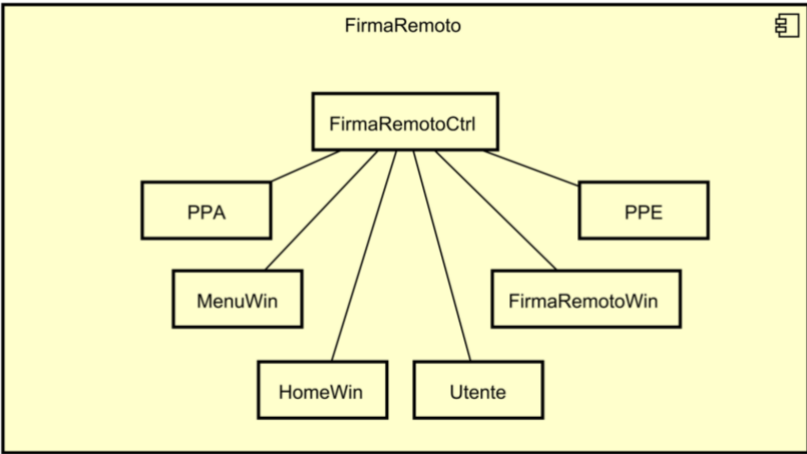 FirmaRemoto
FirmaRemotoCtrl
PPA
PPE
MenuWin
FirmaRemotoWin
HomeWin
Utente